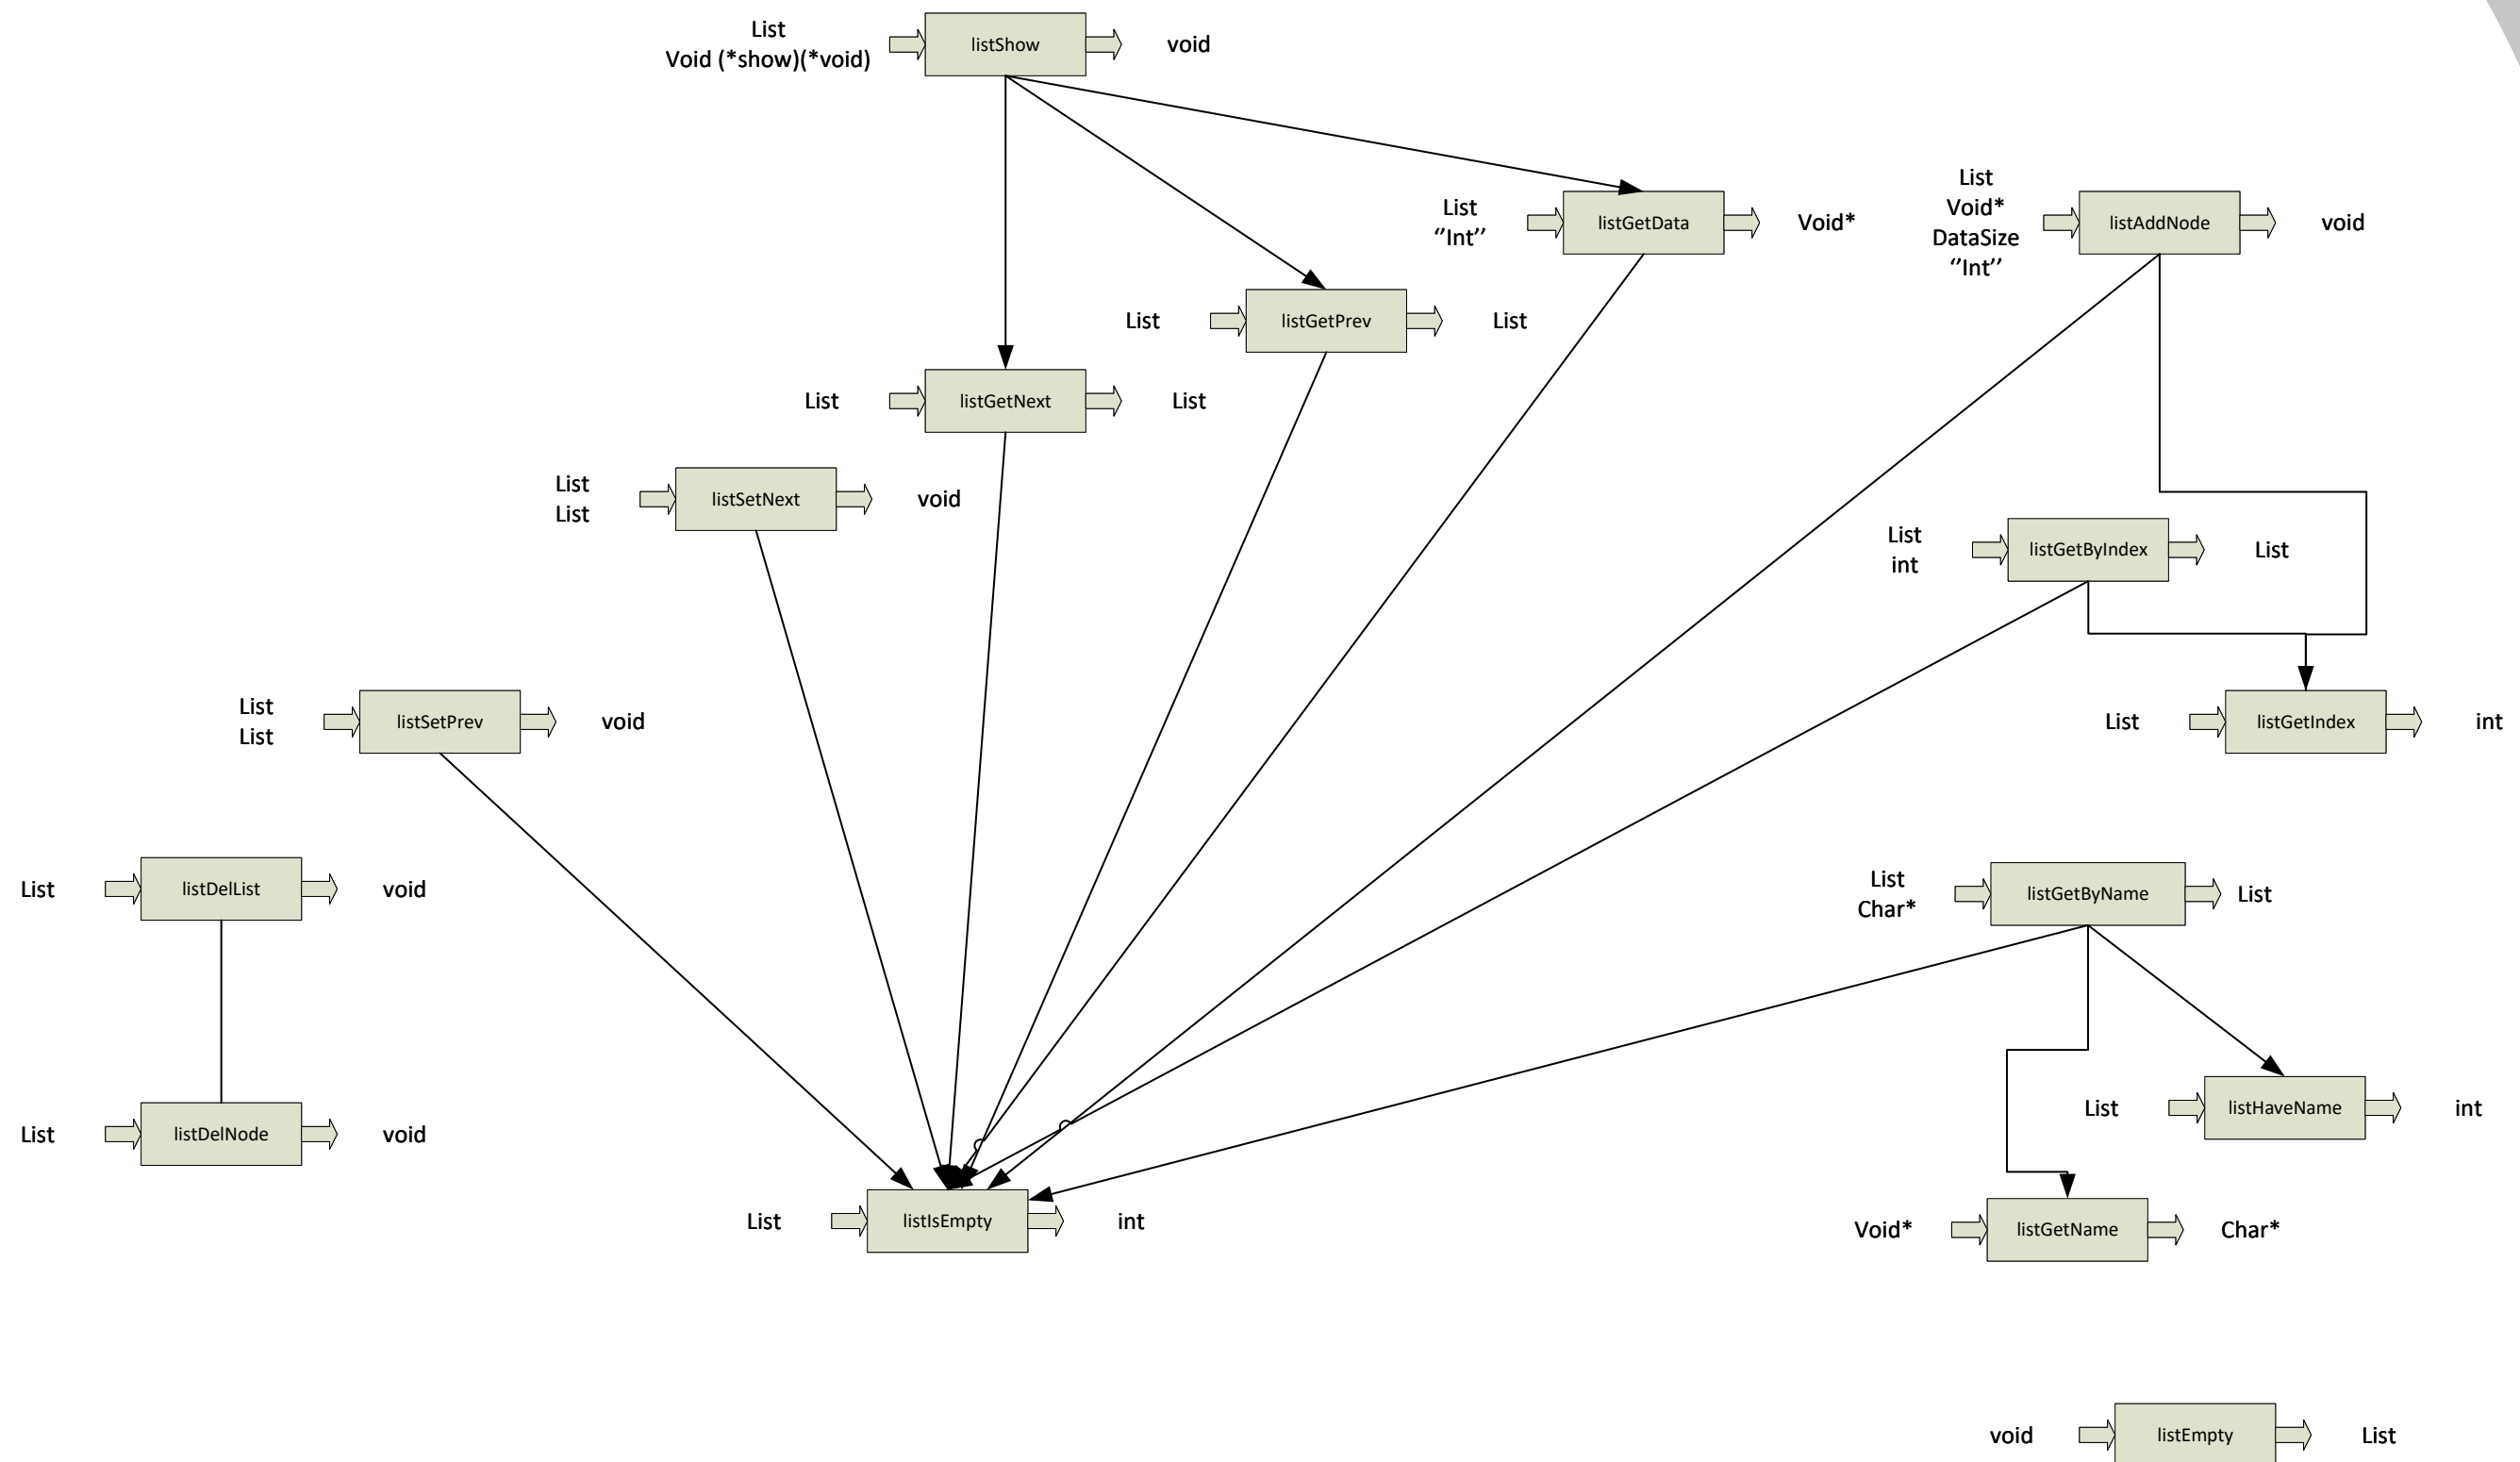 List
Void (*show)(*void)
listShow
void
List
‘’Int’’
listGetData
Void*
List
Void*
DataSize
‘’Int’’
listAddNode
void
List
listGetPrev
List
List
listGetNext
List
List
List
listSetNext
void
List
int
listGetByIndex
List
List
List
listSetPrev
void
List
listGetIndex
int
List
listDelList
void
List
Char*
listGetByName
List
List
listHaveName
int
List
listDelNode
void
List
listIsEmpty
int
Void*
listGetName
Char*
void
listEmpty
List